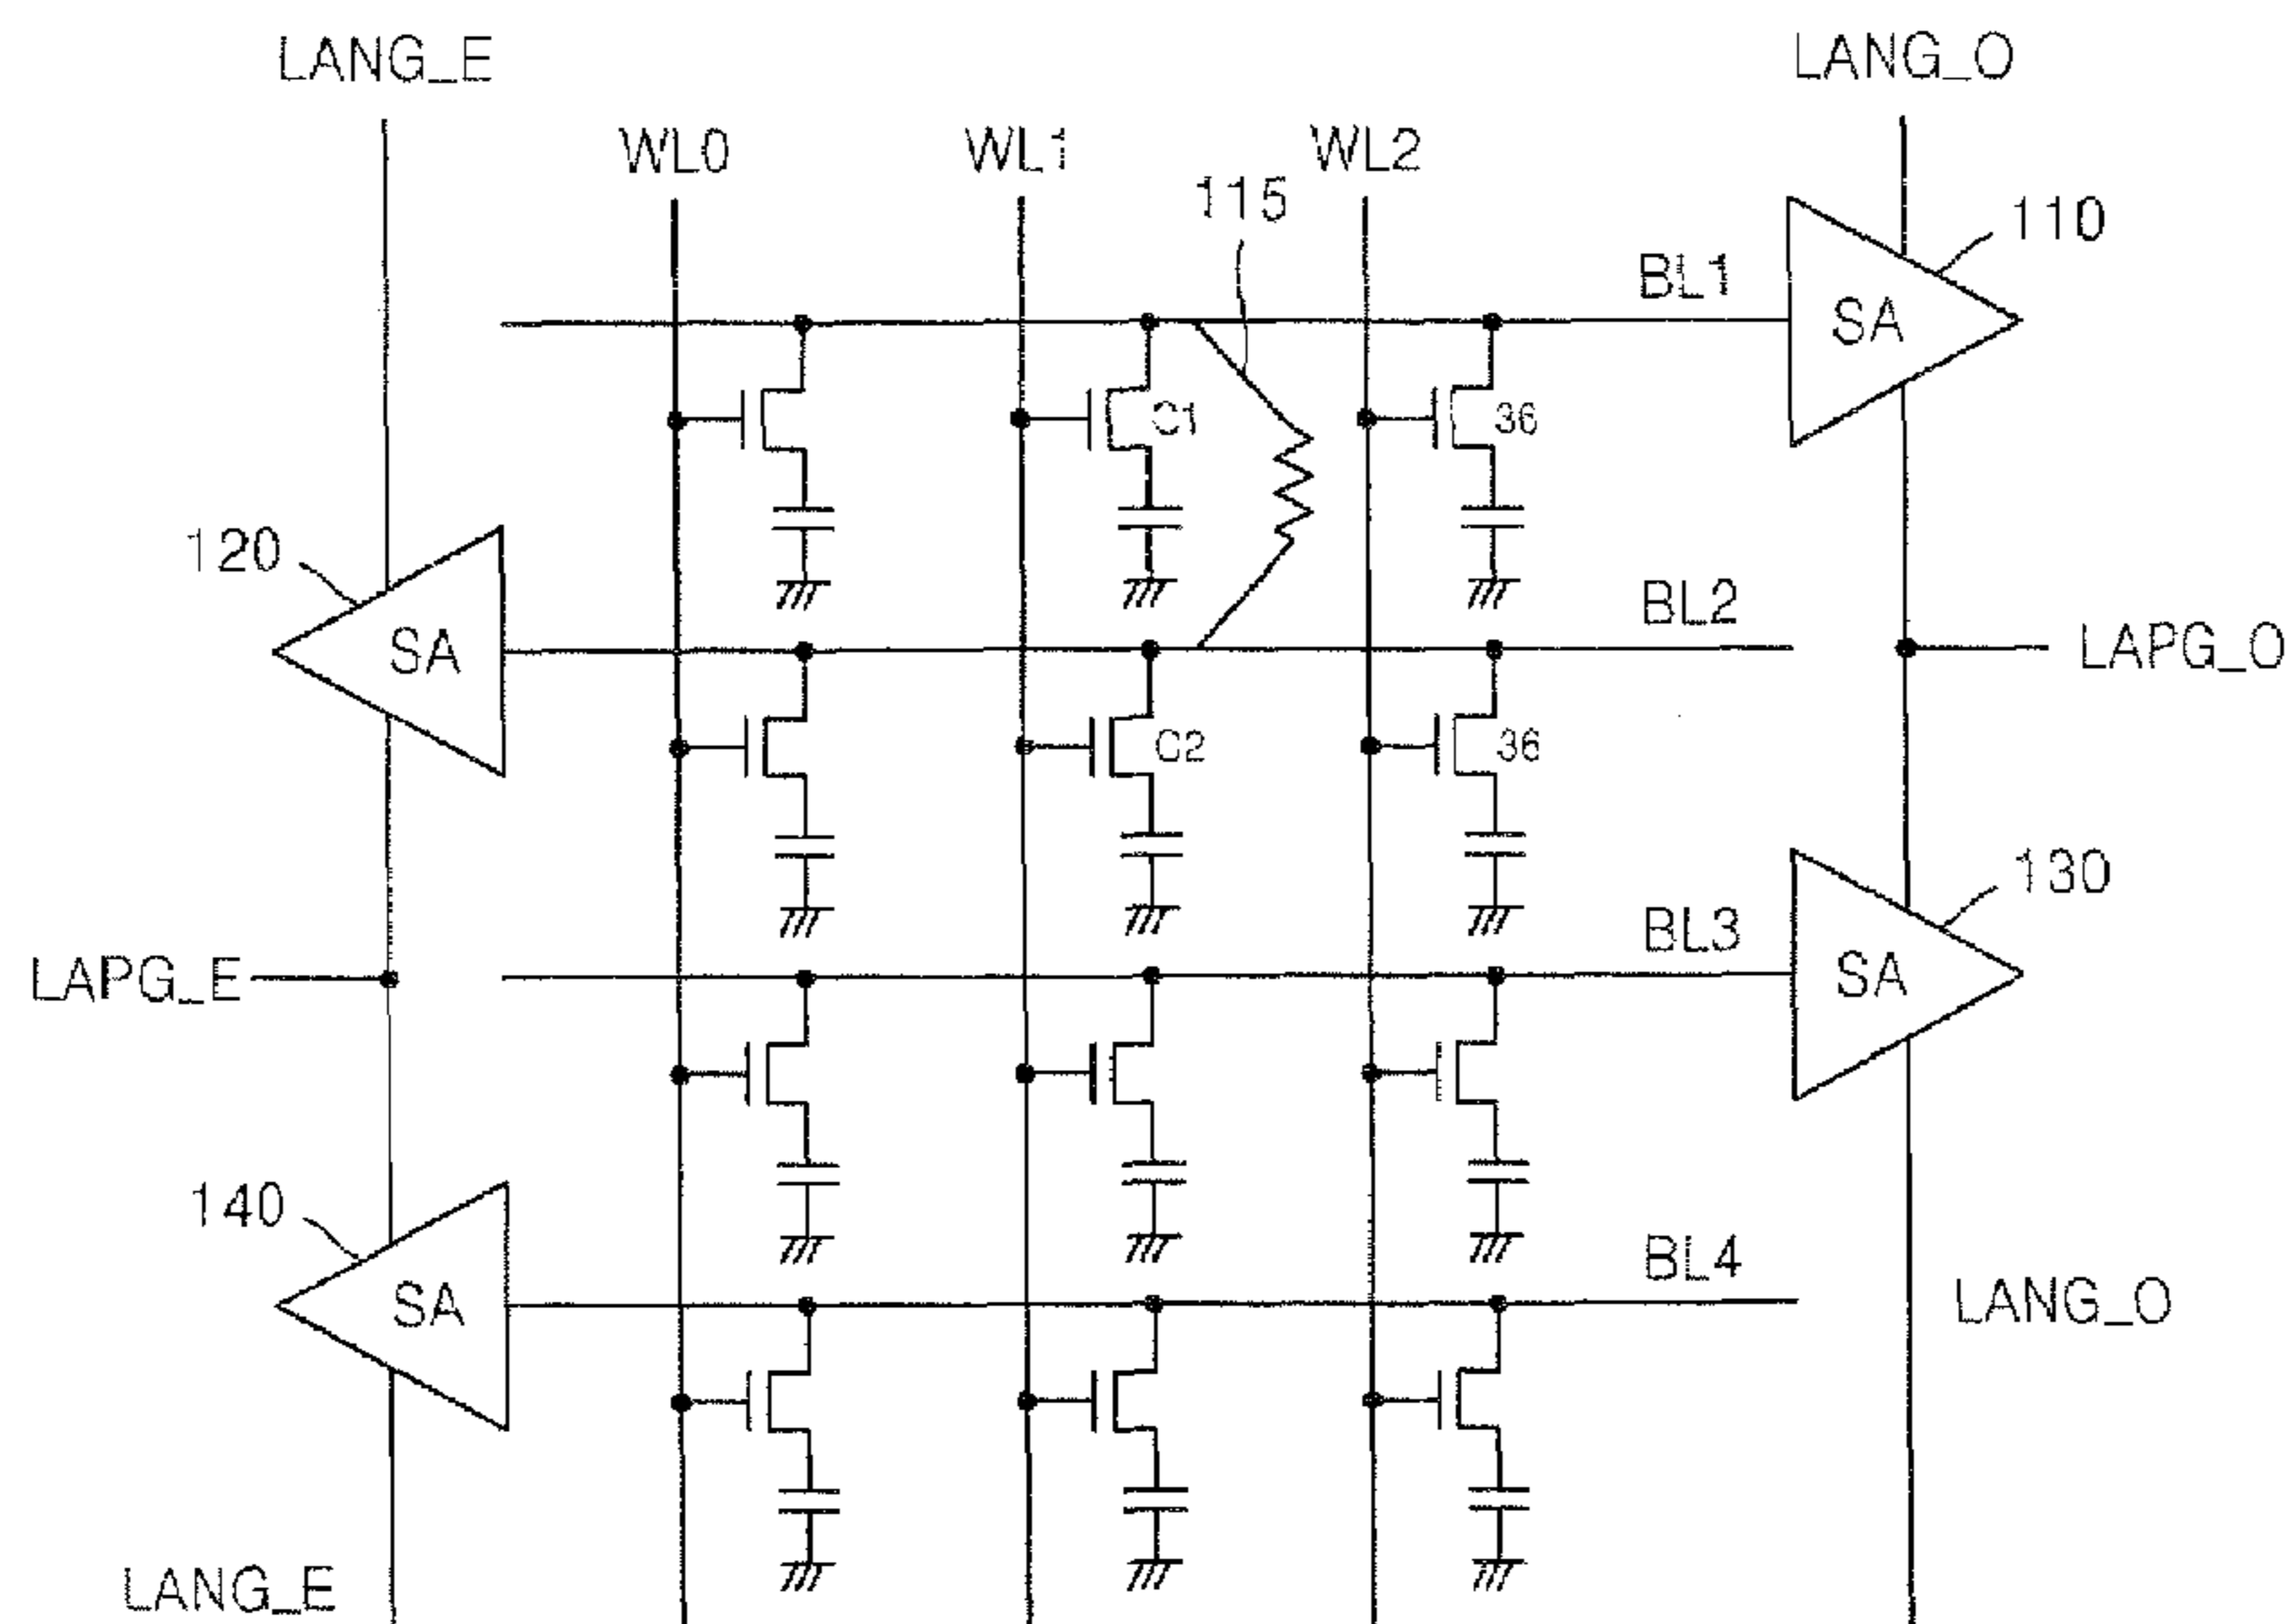 LANG_E
LANG_O
WL0
WL1
WL2
115
110
BL1
SA
C1
36
120
BL2
SA
LAPG_O
C2
36
130
BL3
LAPG_E
SA
140
BL4
SA
LANG_O
LANG_E